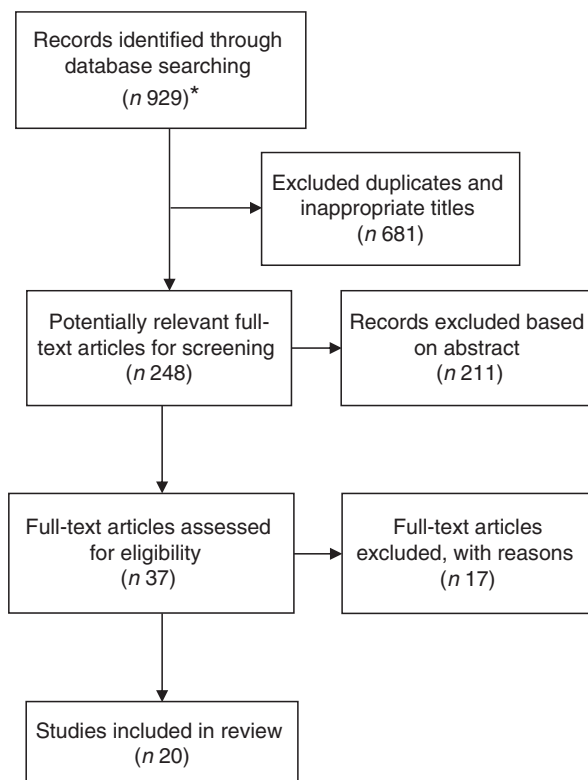 Records identified through
database searching
(n 929)*
Excluded duplicates and
inappropriate titles
(n 681)
Potentially relevant full-
text articles for screening
(n 248)
Records excluded based
on abstract
(n 211)
Full-text articles assessed
for eligibility
(n 37)
Full-text articles
excluded, with reasons
(n 17)
Studies included in review
(n 20)